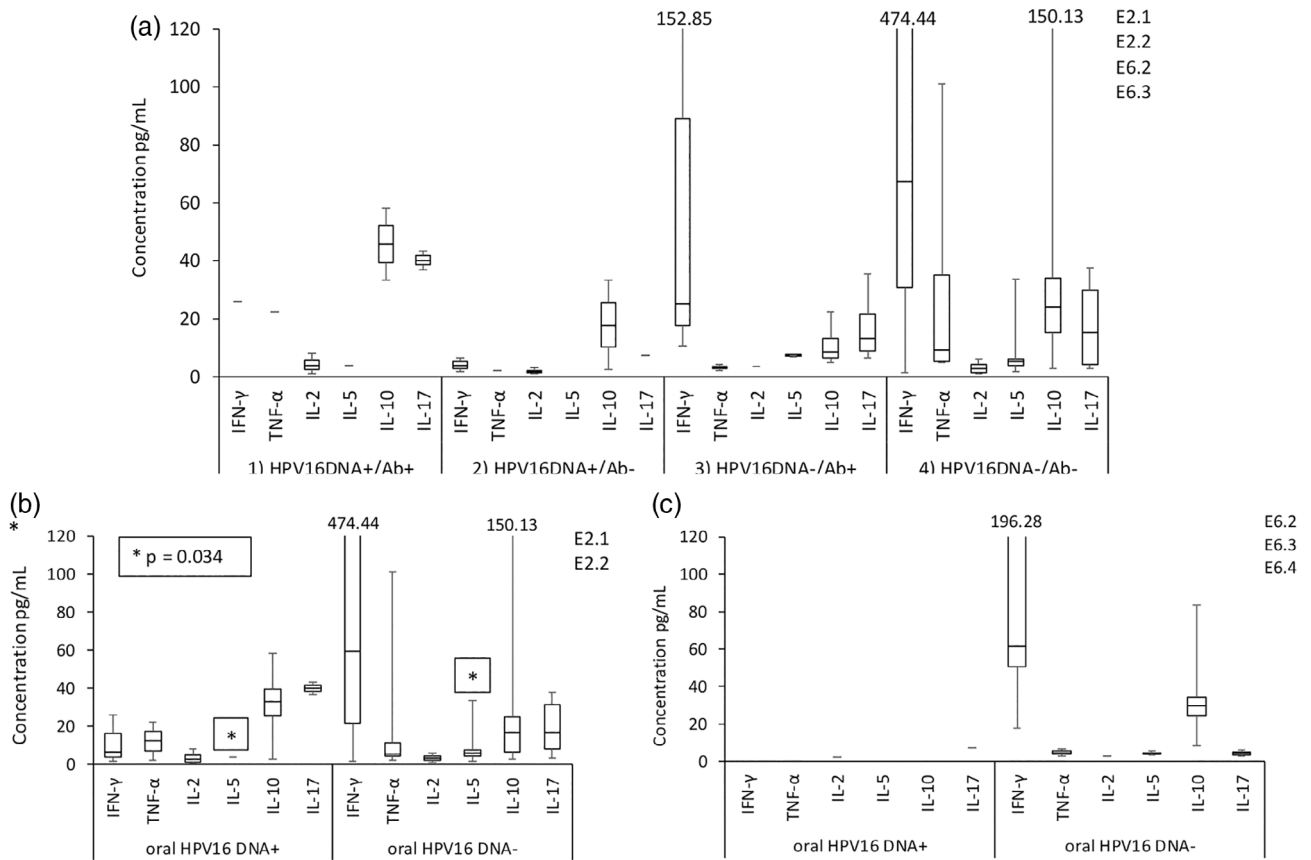 (a)
152.85
474.44
150.13
E2.1
E2.2
E6.2
E6.3
Concentration pg/mL
120
100
80
60
40
20
0
IFN-γ TNF-α IL-2 IL-5 IL-10 IL-17 IFN-γ TNF-α IL-2 IL-5 IL-10 IL-17 IFN-γ TNF-α IL-2 IL-5 IL-10 IL-17 IFN-γ TNF-α IL-2 IL-5 IL-10 IL-17
1) HPV16DNA+/Ab+ 2) HPV16DNA+/Ab- 3) HPV16DNA-/Ab+ 4) HPV16DNA-/Ab-
(b)
*
474.44
150.13
E2.1
E2.2
* p = 0.034
*
*
Concentration pg/mL
120
100
80
60
40
20
0
IFN-γ TNF-α IL-2 IL-5 IL-10 IL-17 IFN-γ TNF-α IL-2 IL-5 IL-10 IL-17
oral HPV16 DNA+ oral HPV16 DNA-
(c)
196.28
E6.2
E6.3
E6.4
Concentration pg/mL
120
100
80
60
40
20
0
IFN-γ TNF-α IL-2 IL-5 IL-10 IL-17 IFN-γ TNF-α IL-2 IL-5 IL-10 IL-17
oral HPV16 DNA+ oral HPV16 DNA-